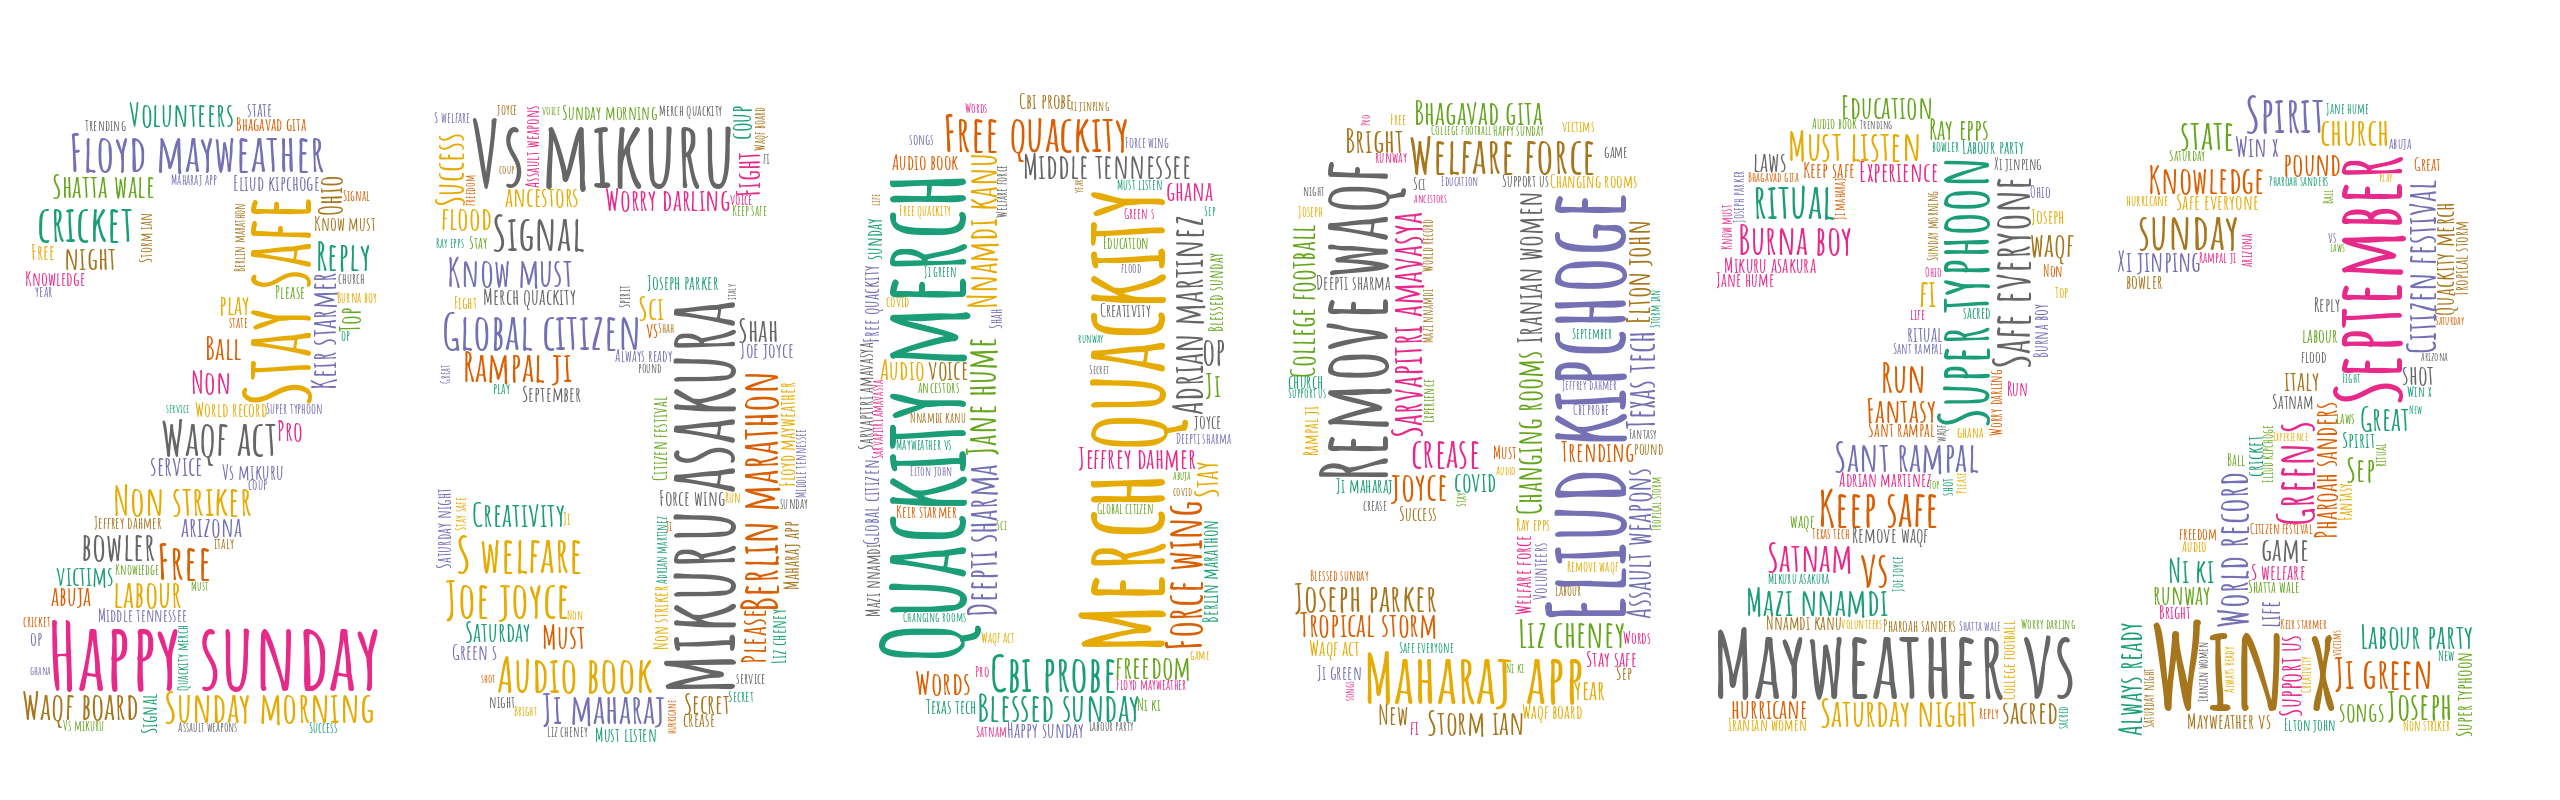 Volunteers
State
Trending
Bhagavad Gita
Floyd Mayweather
Maharaj App
Eliud Kipchoge
Shatta Wale
Ohio
Signal
Cricket
Storm Ian
Berlin Marathon
Stay Safe
Know Must
Free
Night
Reply
Knowledge
Year
Church
Please
Keir Starmer
Burna Boy
Play
State
Top
Op
Ball
Non
Service
World Record
Super Typhoon
Waqf Act
Pro
Service
Vs Mikuru
Coup
Non Striker
Jeffrey Dahmer
Arizona
Italy
Bowler
Free
Victims
Knowledge
Must
Abuja
Labour
Middle Tennessee
Cricket
Op
Happy Sunday
Quackity Merch
Ghana
Waqf Board
Signal
Sunday Morning
Vs Mikuru
Assault Weapons
Success
S Welfare
Joyce
Voice
Sunday Morning
Merch Quackity
Coup
Waqf Board
Success
Vs Mikuru
Assault Weapons
Fight
Fi
Coup
Freedom
Ancestors
Worry Darling
Voice
Keep Safe
Flood
Ray Epps
Stay
Signal
Know Must
Fight
Merch Quackity
Spirit
Joseph Parker
Italy
Sci
Global Citizen
Vs
Shah
Mikuru Asakura
Shah
Joe Joyce
Always Ready
Pound
Great
Rampal Ji
Play
September
Citizen Festival
Berlin Marathon
Floyd Mayweather
Middle Tennessee
Force Wing
Run
Sunday
Saturday Night
Stay Safe
Creativity
Ji
S Welfare
Non Striker
Adrian Martinez
Ji
Maharaj App
Joe Joyce
Non
Saturday
Must
Green S
Please
Liz Cheney
Shot
Audio Book
Service
Night
Bright
Ji Maharaj
Hurricane
Secret
Secret
Crease
Liz Cheney
Must Listen
Words
Cbi Probe
Xi Jinping
Songs
Free Quackity
Force Wing
Audio Book
Nnamdi Kanu
Middle Tennessee
Welfare Force
Quackity Merch
Life
Free Quackity
Year
Must Listen
Ghana
Green S
Sep
Sunday
Education
Ji Green
Flood
Merch Quackity
Adrian Martinez
Blessed Sunday
Free Quackity
Covid
Shah
Creativity
Runway
Op
Sarvapitri Amavasya
Sarvapitri Amavasya
Audio
Voice
Ancestors
Jane Hume
Secret
Ji
Nnamdi Kanu
Mayweather Vs
Joyce
Deepti Sharma
Global Citizen
Elton John
Jeffrey Dahmer
Stay
Deepti Sharma
Abuja
Covid
Keir Starmer
Global Citizen
Force Wing
Sci
Mazi Nnamdi
Berlin Marathon
Changing Rooms
Waqf Act
Game
Words
Pro
Cbi Probe
Freedom
Floyd Mayweather
Texas Tech
Blessed Sunday
Ni Ki
Satnam
Happy Sunday
Labour Party
Pro
Free
Bhagavad Gita
College Football
Happy Sunday
Victims
Bright
Runway
Welfare Force
Game
Remove Waqf
Sci
Education
Support Us
Changing Rooms
Night
Ancestors
Joseph
College Football
Deepti Sharma
Sarvapitri Amavasya
World Record
Mazi Nnamdi
Iranian Women
Eliud Kipchoge
Elton John
Storm Ian
September
Church
Support Us
Experience
Changing Rooms
Jeffrey Dahmer
Cbi Probe
Texas Tech
Rampal Ji
Fantasy
Crease
Must
Audio
Trending
Pound
Ji Maharaj
Joyce
Covid
Stay
Crease
Success
Assault Weapons
Tropical Storm
Ray Epps
Welfare Force
Volunteers
Remove Waqf
Labour
Blessed Sunday
Joseph Parker
Tropical Storm
Waqf Act
Safe Everyone
Liz Cheney
Words
Ji Green
Songs
Maharaj App
Ni Ki
Stay Safe
Sep
Year
New
Fi
Storm Ian
Waqf Board
Education
Audio Book
Trending
Must Listen
Ray Epps
Bowler
Labour Party
Laws
Bhagavad Gita
Keep Safe
Experience
Xi Jinping
Joseph Parker
Know Must
Ritual
Ji Maharaj
Super Typhoon
Safe Everyone
Ohio
Joseph
Burna Boy
Sunday Morning
Waqf
Mikuru Asakura
Jane Hume
Ohio
Non
Top
Fi
Life
Sacred
Ritual
Sant Rampal
Burna Boy
Run
Worry Darling
Run
Fantasy
Sant Rampal
Waqf
Ghana
Sant Rampal
Adrian Martinez
Top
Shot
Please
Keep Safe
Waqf
Texas Tech
Remove Waqf
Satnam
Mikuru Asakura
Vs
Joe Joyce
Mazi Nnamdi
Nnamdi Kanu
Volunteers
Pharoah Sanders
Shatta Wale
College Football
Worry Darling
Mayweather Vs
Hurricane
Iranian Women
Saturday Night
Reply
Sacred
Sacred
Spirit
Jane Hume
State
Saturday
Win X
Church
Abuja
Pound
Great
Knowledge
Pharoah Sanders
Play
Hurricane
Safe Everyone
Ball
September
Citizen Festival
Quackity Merch
Tropical Storm
Sunday
Vs
Laws
Xi Jinping
Rampal Ji
Arizona
Bowler
Reply
Saturday
Labour
Flood
Arizona
Italy
Fight
Shot
Win X
Satnam
Great
New
Laws
Pharoah Sanders
Greens
Experience
Spirit
Ritual
Cricket
Eliud Kipchoge
Ball
Sep
World Record
Fantasy
Citizen Festival
Freedom
Audio
Game
Ni Ki
S Welfare
Shatta Wale
Runway
Bright
Life
Keir Starmer
Always Ready
Saturday Night
Win X
Iranian Women
Always Ready
Support Us
Creativity
Victims
Labour Party
New
Ji Green
Super Typhoon
Mayweather Vs
Elton John
Songs
Joseph
Non Striker